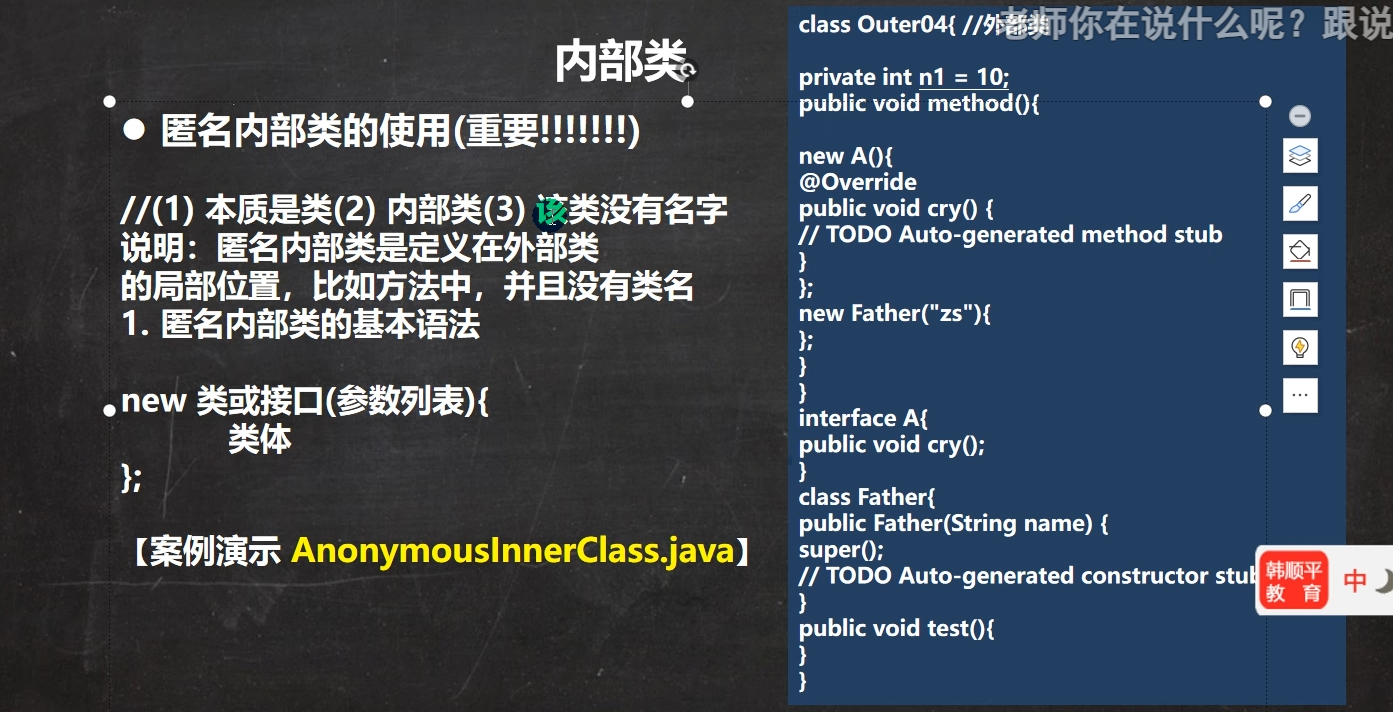 内部类
● 匿名内部类的使用(重要!!!!!!!)
//(1) 本质是类(2) 内部类(3) 该类没有名字
说明：匿名内部类是定义在外部类
的局部位置，比如方法中，并且没有类名
1. 匿名内部类的基本语法
new 类或接口(参数列表){
类体
};
【案例演示 AnonymousInnerClass.java】
老师你在说什么呢？跟说
class Outer04{ //外部类
private int n1 = 10;
public void method(){
new A(){
@Override
public void cry() {
// TODO Auto-generated method stub
}
};
new Father("zs"){
};
}
}
interface A{
public void cry();
}
class Father{
public Father(String name) {
super();
// TODO Auto-generated constructor stub
}
public void test(){
}
}
韩顺平
教 育
中